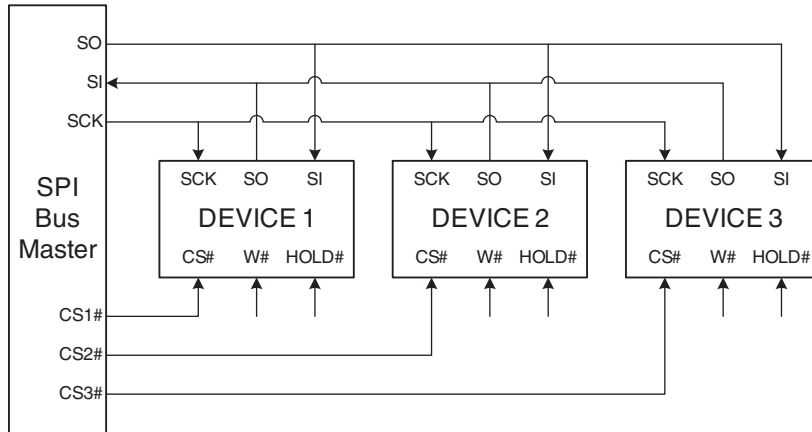 SO
SI
SCK
SPI
Bus
Master
CS1#
CS2#
CS3#
SCK SO SI
DEVICE 1
CS# W# HOLD#
SCK SO SI
DEVICE 2
CS# W# HOLD#
SCK SO SI
DEVICE 3
CS# W# HOLD#